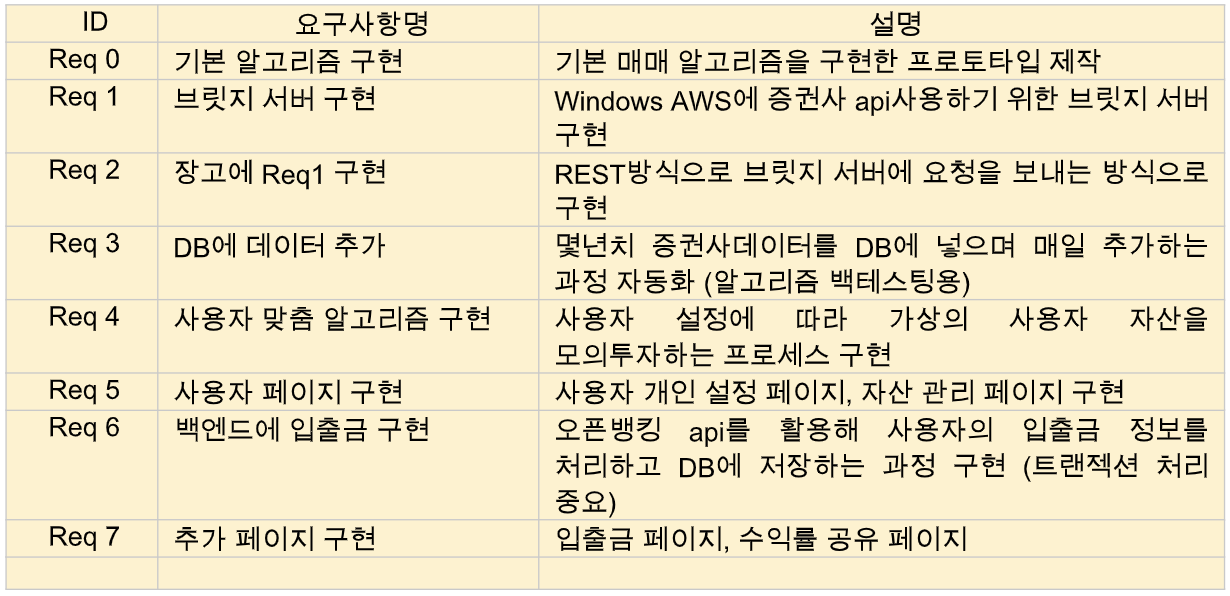 ID 요구사항명 설명
Req 0 기본 알고리즘 구현 기본 매매 알고리즘을 구현한 프로토타입 제작
Req 1 브릿지 서버 구현 Windows AWS에 증권사 api사용하기 위한 브릿지 서버
구현
Req 2 장고에 Req1 구현 REST방식으로 브릿지 서버에 요청을 보내는 방식으로
구현
Req 3 DB에 데이터 추가 몇년치 증권사데이터를 DB에 넣으며 매일 추가하는
과정 자동화 (알고리즘 백테스팅용)
Req 4 사용자 맞춤 알고리즘 구현 사용자 설정에 따라 가상의 사용자 자산을
모의투자하는 프로세스 구현
Req 5 사용자 페이지 구현 사용자 개인 설정 페이지, 자산 관리 페이지 구현
Req 6 백엔드에 입출금 구현 오픈뱅킹 api를 활용해 사용자의 입출금 정보를
처리하고 DB에 저장하는 과정 구현 (트랜젝션 처리
중요)
Req 7 추가 페이지 구현 입출금 페이지, 수익률 공유 페이지